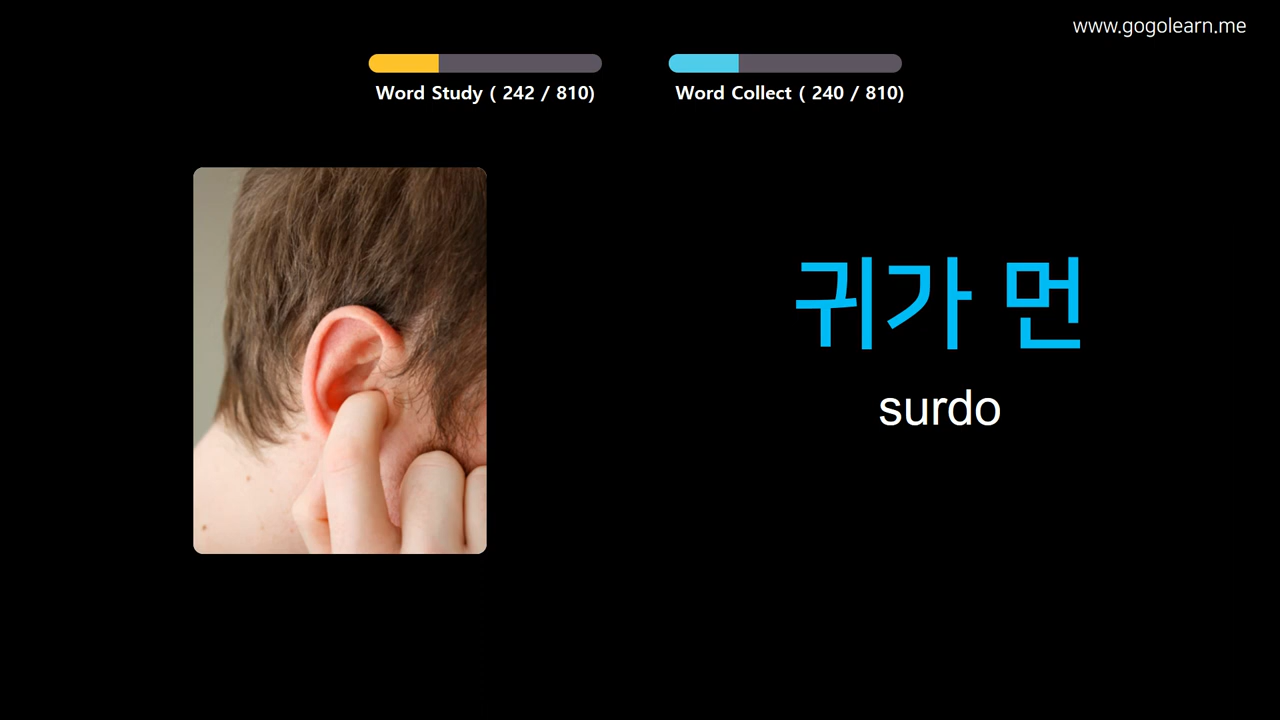 www.gogolearn.me
Word Study ( 242 / 810)
Word Collect ( 240 / 810)
귀가 먼
surdo